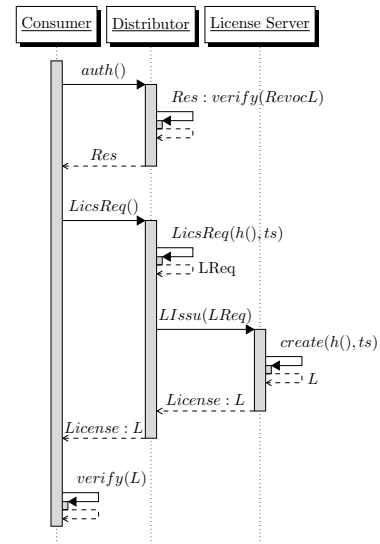 Consumer Distributor License Server
auth()
Res : verify(RevocL)
Res
LicsReq()
LicsReq(h(), ts)
LReq
LIssu(LReq)
create(h(), ts)
L
License : L
License : L
verify(L)